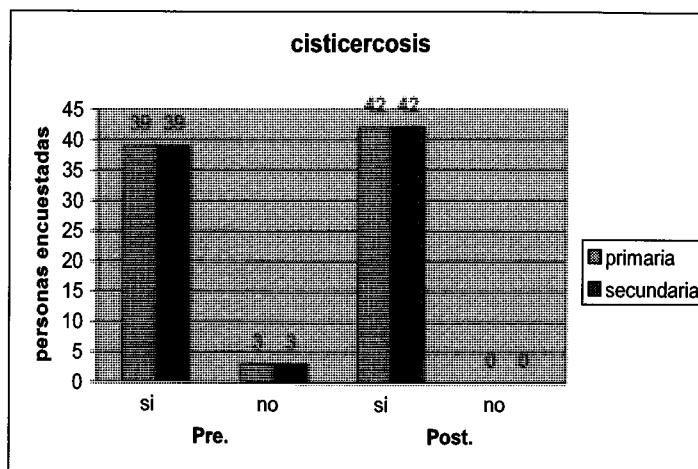 cisticercosis
personas encuestadas
45
40
35
30
25
20
15
10
5
0
39 39
3 3
42 42
0 0
si no si no
Pre. Post.
primaria
secundaria